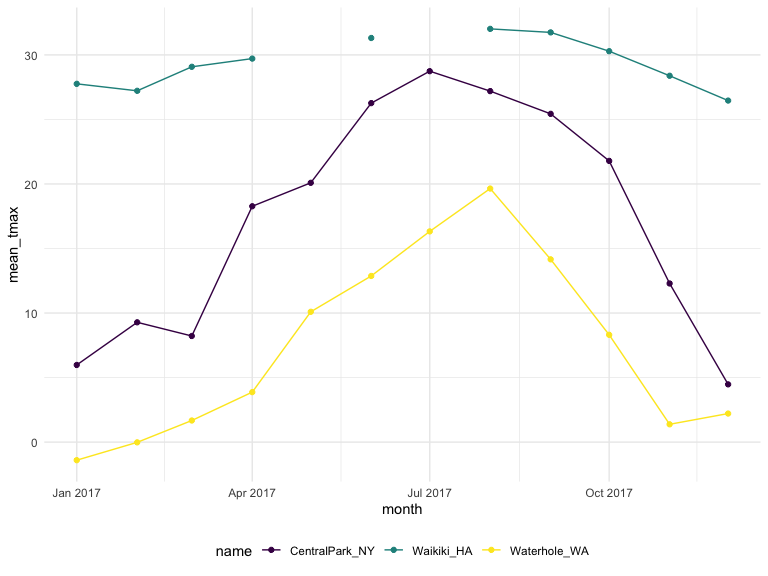 mean_tmax
30
20
10
0
Jan 2017
Apr 2017
Jul 2017
Oct 2017
month
name CentralPark_NY Waikiki_HA Waterhole_WA